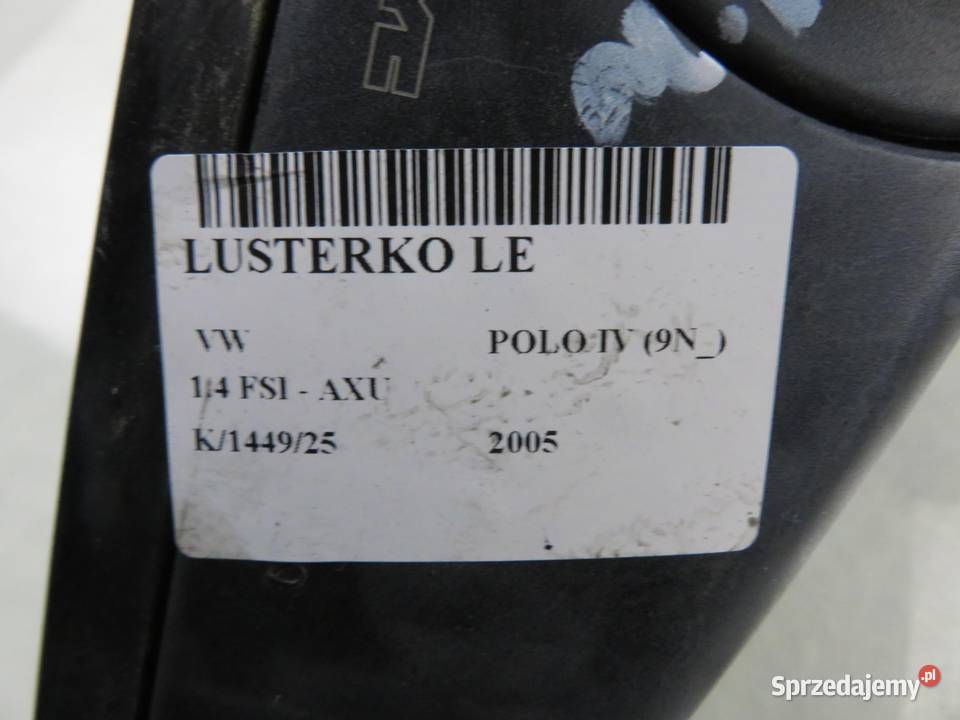 LUSTERKO LE
VW POLO IV (9N_)
1.4 FSI - AXU
K/1449/25 2005
Sprzedajemy.pl